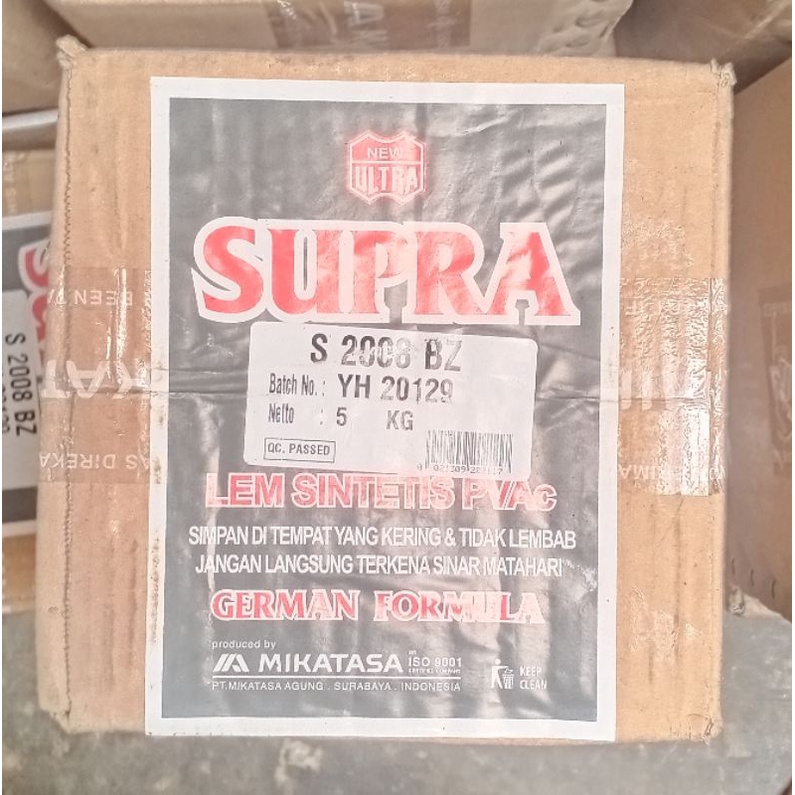 NEW
ULTRA
SUPRA
S 2008 BZ
Batch No. : YH 20129
Netto : 5 KG
QC. PASSED
LEM SINTETIS PVAc
SIMPAN DI TEMPAT YANG KERING & TIDAK LEMBAB
JANGAN LANGSUNG TERKENA SINAR MATAHARI
GERMAN FORMULA
produced by
MIKATASA
ISO 9001
PT.MIKATASA AGUNG . SURABAYA . INDONESIA
KEEP
CLEAN
S 2008 BZ